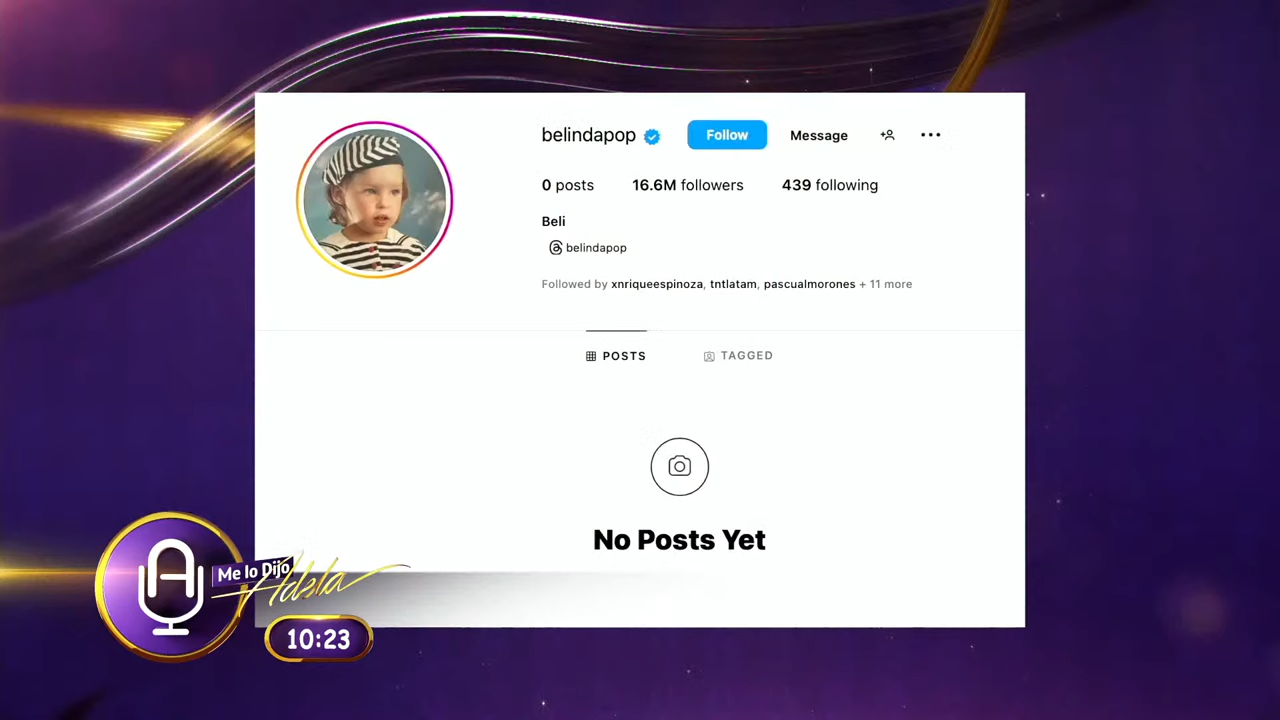 belindapop Follow Message
0 posts 16.6M followers 439 following
Beli
belindapop
Followed by xnriqueespinoza, tntlatam, pascualmorones + 11 more
POSTS TAGGED
No Posts Yet
Me lo Dijo
Adela
10:23